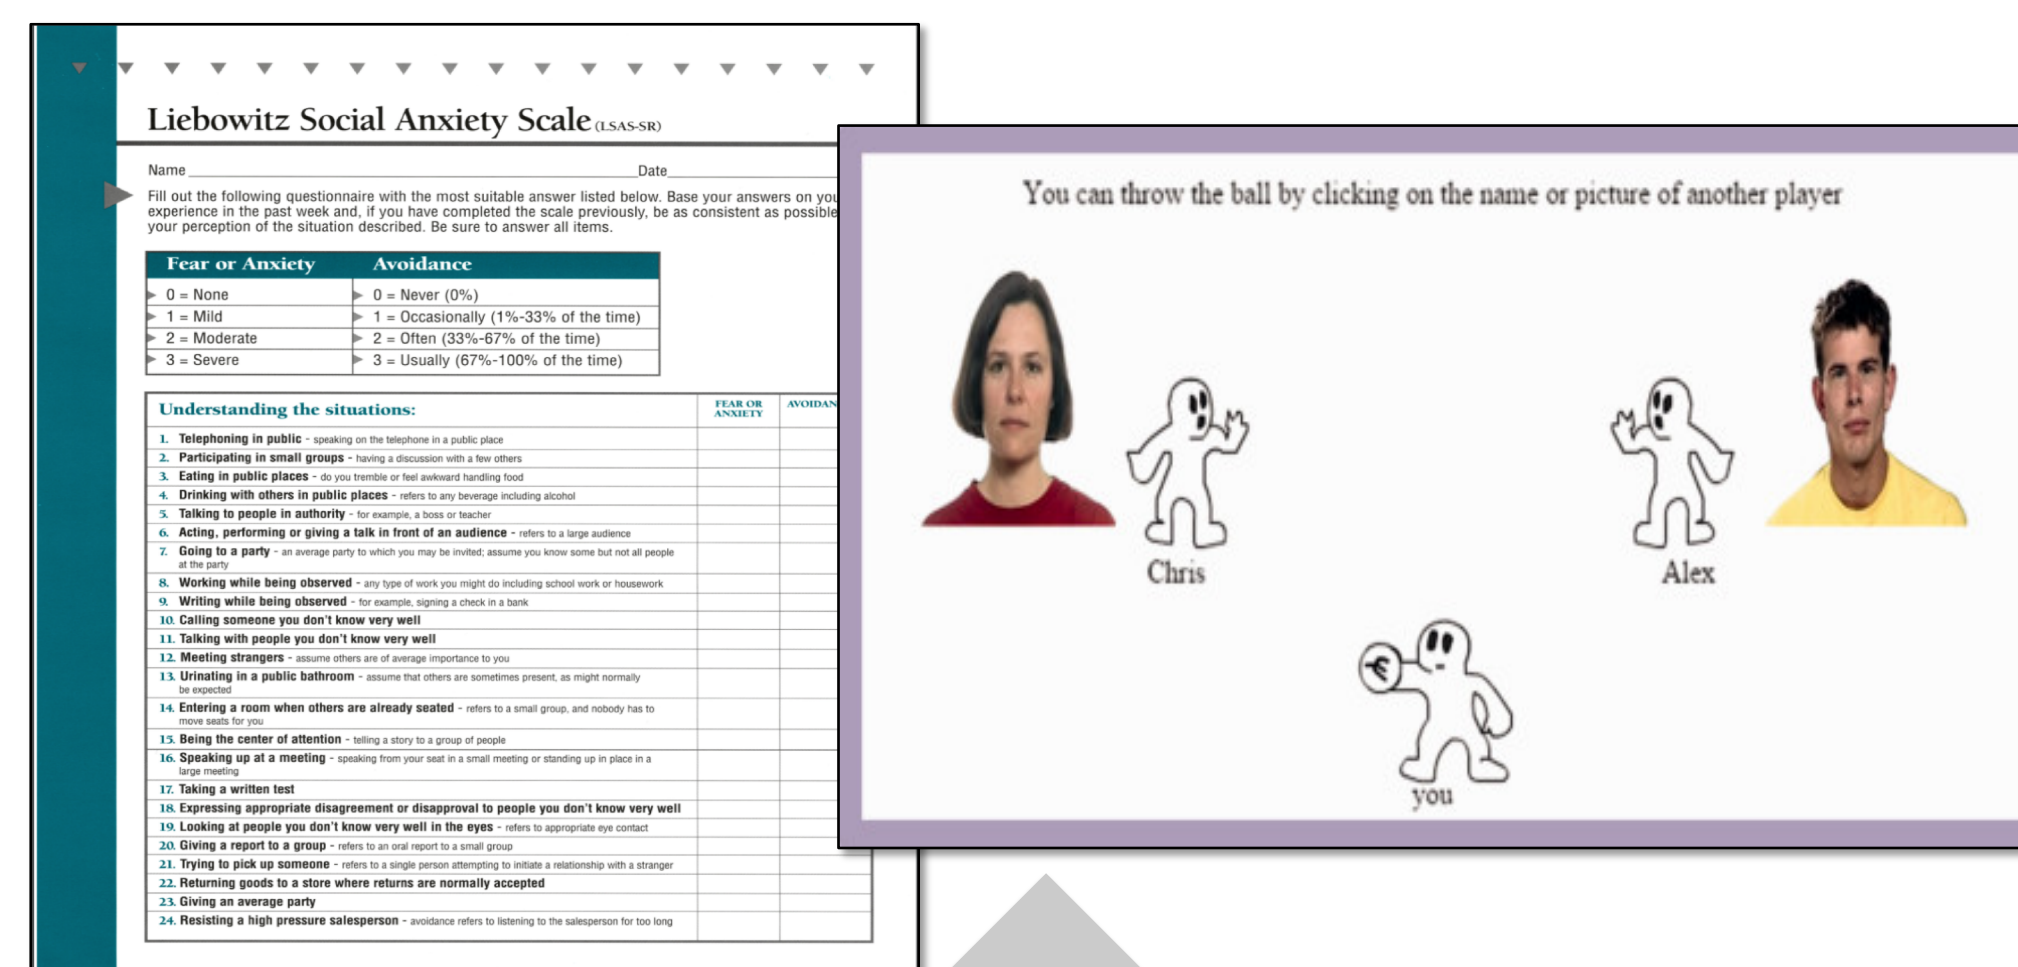 Liebowitz Social Anxiety Scale (LSAS-SR)
Name Date
Fill out the following questionnaire with the most suitable answer listed below. Base your answers on
experience in the past week and, if you have completed the scale previously, be as consistent as possible
your perception of the situation described. Be sure to answer all items.
Fear or Anxiety Avoidance
0 = None 0 = Never (0%)
1 = Mild 1 = Occasionally (1%-33% of the time)
2 = Moderate 2 = Often (33%-67% of the time)
3 = Severe 3 = Usually (67%-100% of the time)
Understanding the situations: FEAR OR
ANXIETY
1. Telephoning in public - speaking on the telephone in a public place
2. Participating in small groups - having a discussion with a few others
3. Eating in public places - do you tremble or feel awkward handling food
4. Drinking with others in public places - refers to any beverage including alcohol
5. Talking to people in authority - for example, a boss or teacher
6. Acting, performing or giving a talk in front of an audience - refers to a large audience
7. Going to a party - an average party to which you may be invited; assume you know some but not all people
at the party
8. Working while being observed - any type of work you might do including school work or housework
9. Writing while being observed - for example, signing a check in a bank
10. Calling someone you don't know very well
11. Talking with people you don't know very well
12. Meeting strangers - assume others are of average importance to you
13. Urinating in a public bathroom - assume that others are sometimes present, as might normally
be expected
14. Entering a room when others are already seated - refers to a small group, and nobody has to
move seats for you
15. Being the center of attention - telling a story to a group of people
16. Speaking up at a meeting - speaking from your seat in a small meeting or standing up in place in a
large meeting
17. Taking a written test
18. Expressing appropriate disagreement or disapproval to people you don't know very well
19. Looking at people you don't know very well in the eyes - refers to appropriate eye contact
20. Giving a report to a group - refers to an oral report to a small group
21. Trying to pick up someone - refers to a single person attempting to initiate a relationship with a stranger
22. Returning goods to a store where returns are normally accepted
23. Giving an average party
24. Resisting a high pressure salesperson - avoidance refers to listening to the salesperson for too long
You can throw the ball by clicking on the name or picture of another player
Chris
Alex
€
you